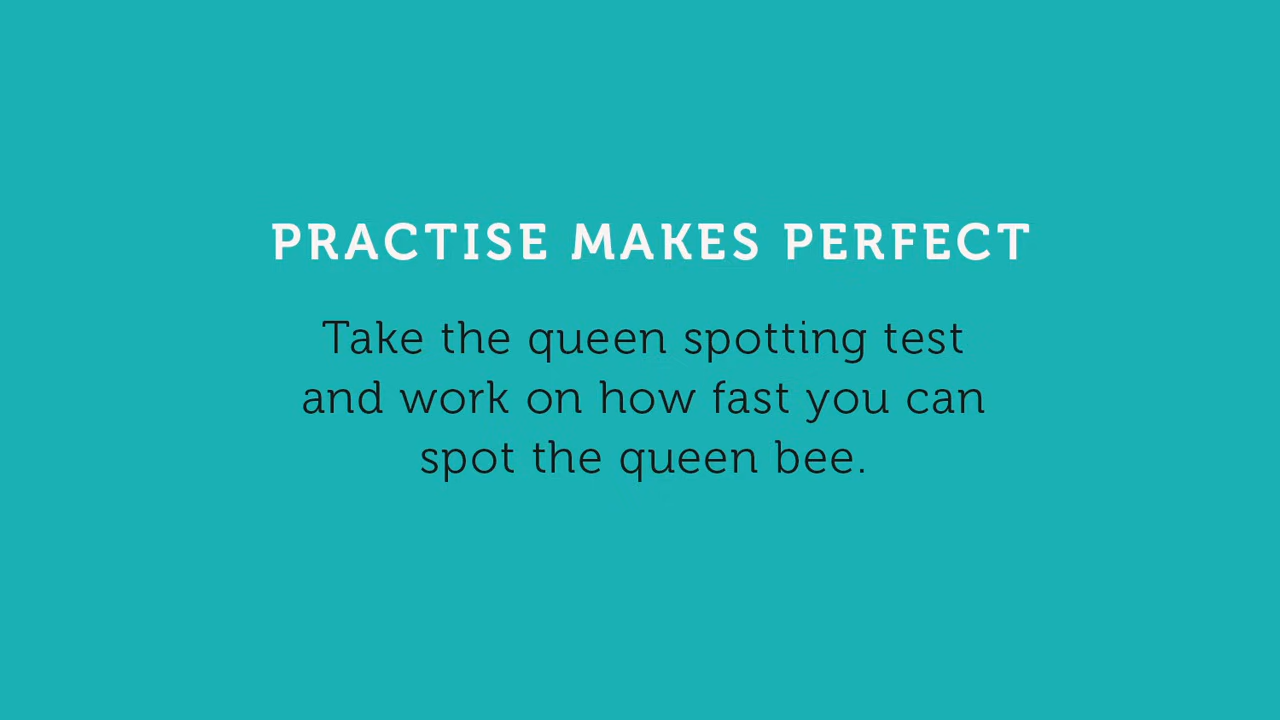 PRACTISE MAKES PERFECT
Take the queen spotting test
and work on how fast you can
spot the queen bee.